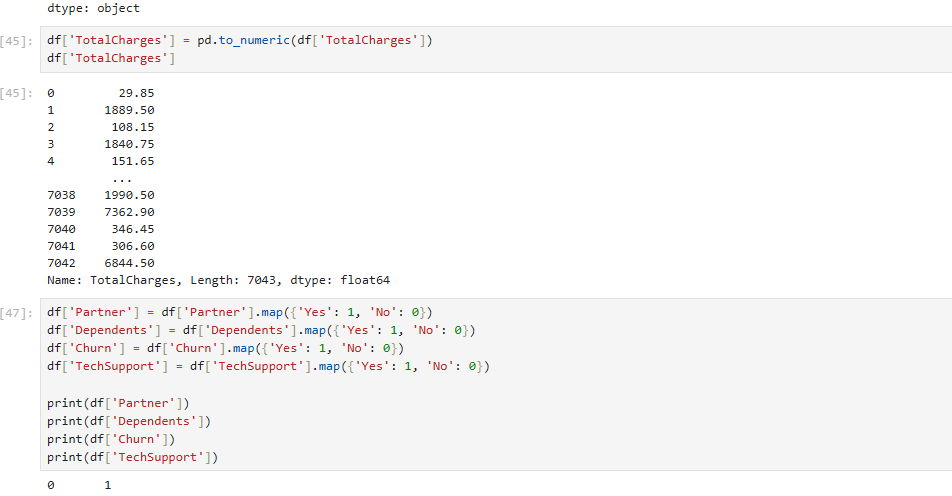 dtype: object
[45]: df['TotalCharges'] = pd.to_numeric(df['TotalCharges'])
df['TotalCharges']
[45]: 0 29.85
1 1889.50
2 108.15
3 1840.75
4 151.65
...
7038 1990.50
7039 7362.90
7040 346.45
7041 306.60
7042 6844.50
Name: TotalCharges, Length: 7043, dtype: float64
[47]: df['Partner'] = df['Partner'].map({'Yes': 1, 'No': 0})
df['Dependents'] = df['Dependents'].map({'Yes': 1, 'No': 0})
df['Churn'] = df['Churn'].map({'Yes': 1, 'No': 0})
df['TechSupport'] = df['TechSupport'].map({'Yes': 1, 'No': 0})
print(df['Partner'])
print(df['Dependents'])
print(df['Churn'])
print(df['TechSupport'])
0 1